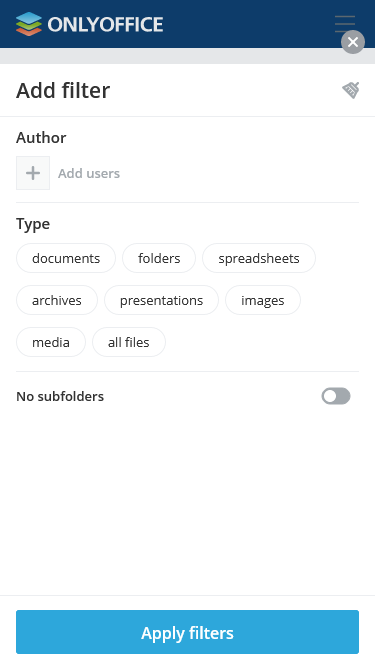 ONLYOFFICE
Add filter
Author
Add users
Type
documents folders spreadsheets
archives presentations images
media all files
No subfolders
Apply filters